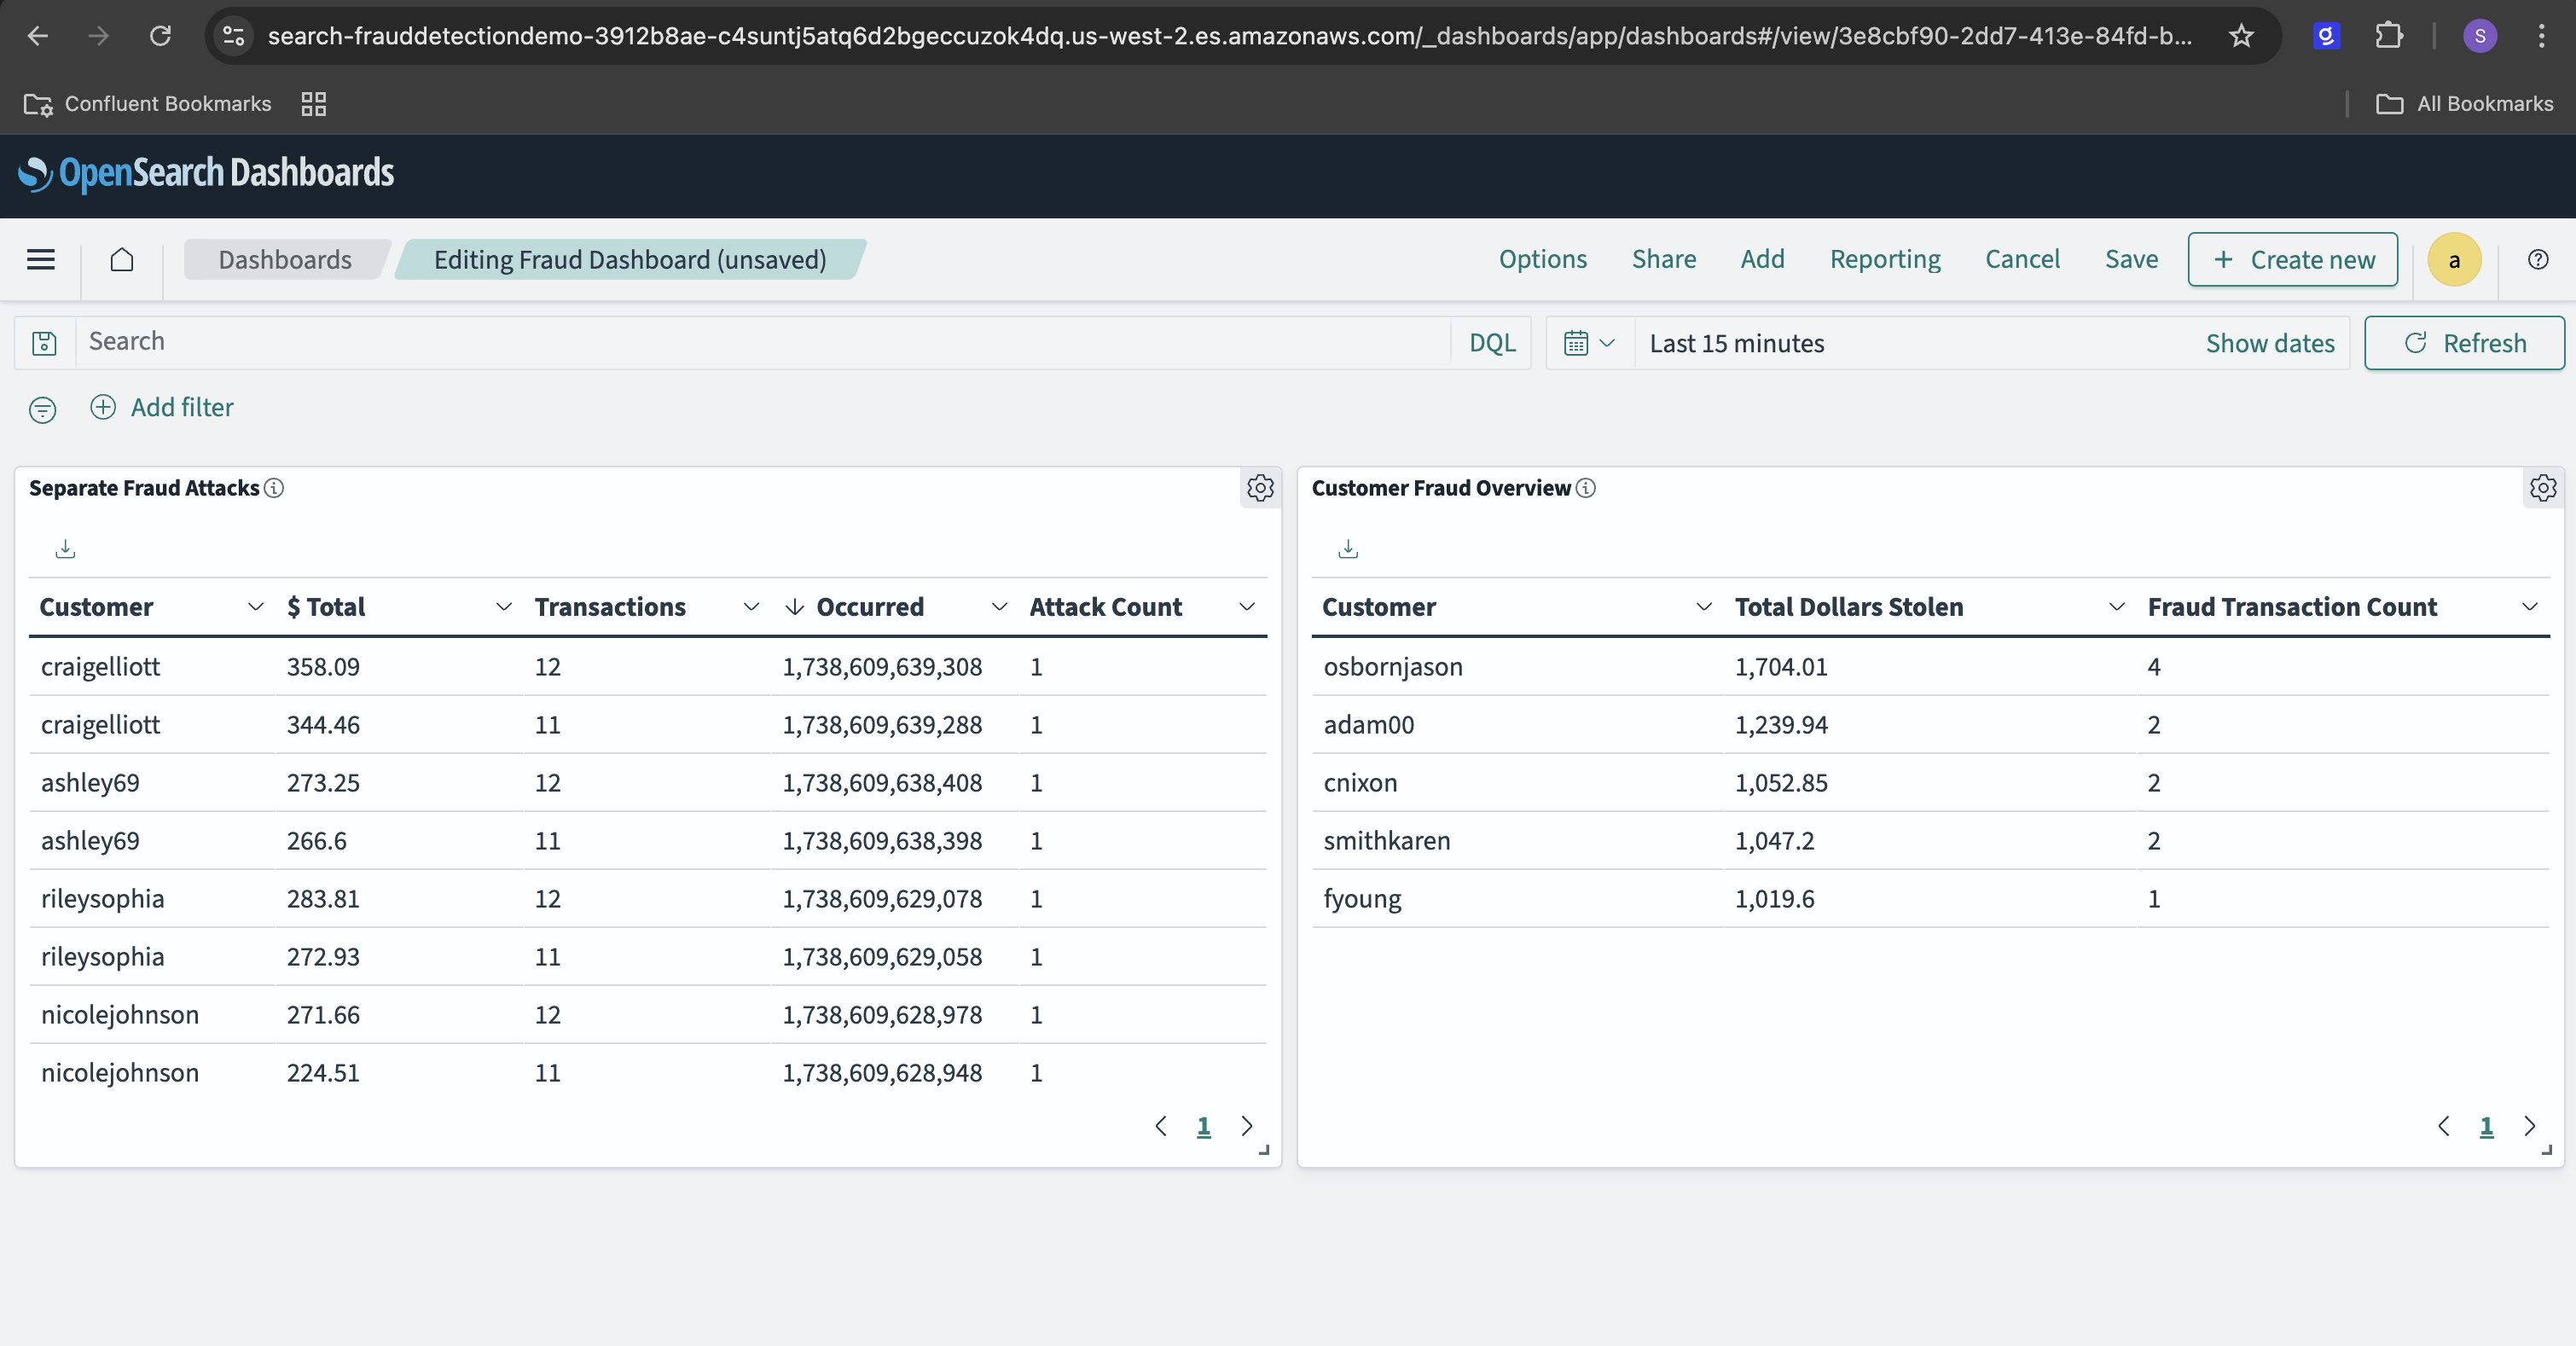 search-frauddetectiondemo-3912b8ae-c4suntj5atq6d2bgeccuzok4dq.us-west-2.es.amazonaws.com/_dashboards/app/dashboards#/view/3e8cbf90-2dd7-413e-84fd-b... g S
Confluent Bookmarks All Bookmarks
OpenSearch Dashboards
Dashboards Editing Fraud Dashboard (unsaved) Options Share Add Reporting Cancel Save + Create new a ?
Search DQL Last 15 minutes Show dates Refresh
Add filter
Separate Fraud Attacks
Customer $ Total Transactions Occurred Attack Count
craigelliott 358.09 12 1,738,609,639,308 1
craigelliott 344.46 11 1,738,609,639,288 1
ashley69 273.25 12 1,738,609,638,408 1
ashley69 266.6 11 1,738,609,638,398 1
rileysophia 283.81 12 1,738,609,629,078 1
rileysophia 272.93 11 1,738,609,629,058 1
nicolejohnson 271.66 12 1,738,609,628,978 1
nicolejohnson 224.51 11 1,738,609,628,948 1
1
Customer Fraud Overview
Customer Total Dollars Stolen Fraud Transaction Count
osbornjason 1,704.01 4
adam00 1,239.94 2
cnixon 1,052.85 2
smithkaren 1,047.2 2
fyoung 1,019.6 1
1